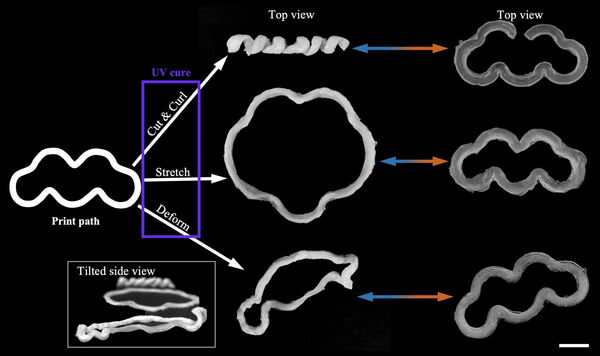 Top view
Top view
UV cure
Cut & Curl
Stretch
Print path
Deform
Tilted side view